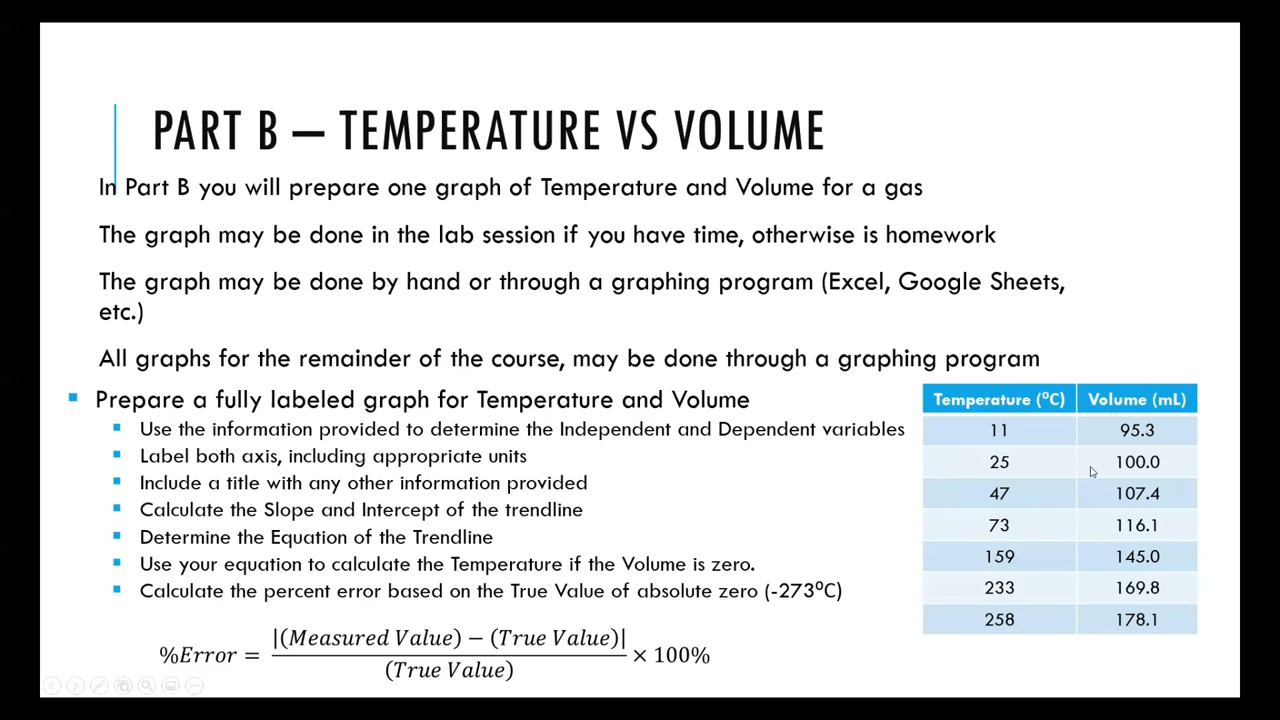 PART B – TEMPERATURE VS VOLUME
In Part B you will prepare one graph of Temperature and Volume for a gas
The graph may be done in the lab session if you have time, otherwise is homework
The graph may be done by hand or through a graphing program (Excel, Google Sheets,
etc.)
All graphs for the remainder of the course, may be done through a graphing program
▪ Prepare a fully labeled graph for Temperature and Volume
▪ Use the information provided to determine the Independent and Dependent variables
▪ Label both axis, including appropriate units
▪ Include a title with any other information provided
▪ Calculate the Slope and Intercept of the trendline
▪ Determine the Equation of the Trendline
▪ Use your equation to calculate the Temperature if the Volume is zero.
▪ Calculate the percent error based on the True Value of absolute zero (-273⁰C)
%Error = |(Measured Value) − (True Value)| / (True Value) × 100%
Temperature (⁰C) Volume (mL)
11 95.3
25 100.0
47 107.4
73 116.1
159 145.0
233 169.8
258 178.1